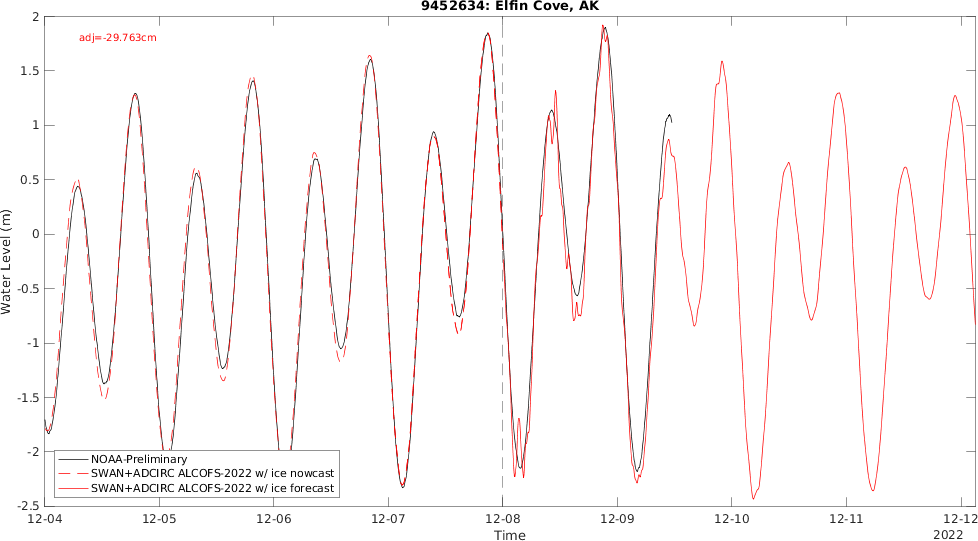 9452634: Elfin Cove, AK
adj=-29.763cm
Water Level (m)
2
1.5
1
0.5
0
-0.5
-1
-1.5
-2
-2.5
NOAA-Preliminary
SWAN+ADCIRC ALCOFS-2022 w/ ice nowcast
SWAN+ADCIRC ALCOFS-2022 w/ ice forecast
12-04 12-05 12-06 12-07 12-08 12-09 12-10 12-11 12-12
Time
2022